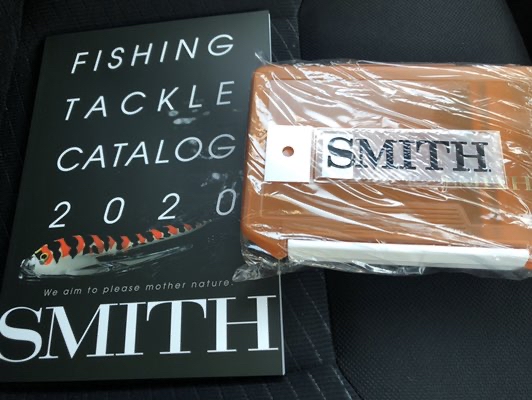 FISHING
TACKLE
CATALOG
2020
We aim to please mother nature.
SMITH
SMITH